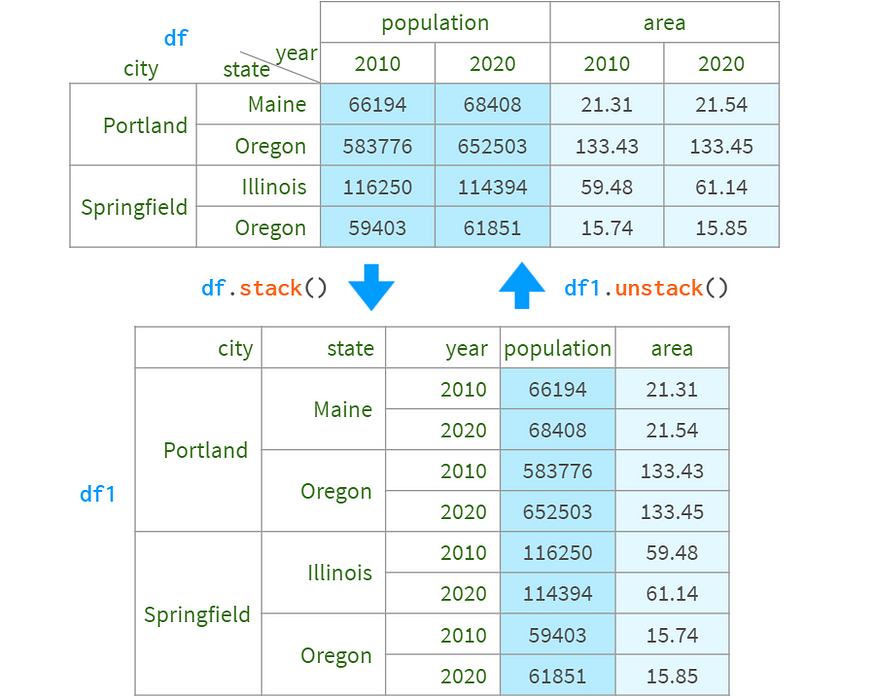 population area
df
year
city state 2010 2020 2010 2020
Portland Maine 66194 68408 21.31 21.54
Oregon 583776 652503 133.43 133.45
Springfield Illinois 116250 114394 59.48 61.14
Oregon 59403 61851 15.74 15.85
df.stack() df1.unstack()
city state year population area
Portland Maine 2010 66194 21.31
2020 68408 21.54
Oregon 2010 583776 133.43
df1
2020 652503 133.45
Springfield Illinois 2010 116250 59.48
2020 114394 61.14
Oregon 2010 59403 15.74
2020 61851 15.85